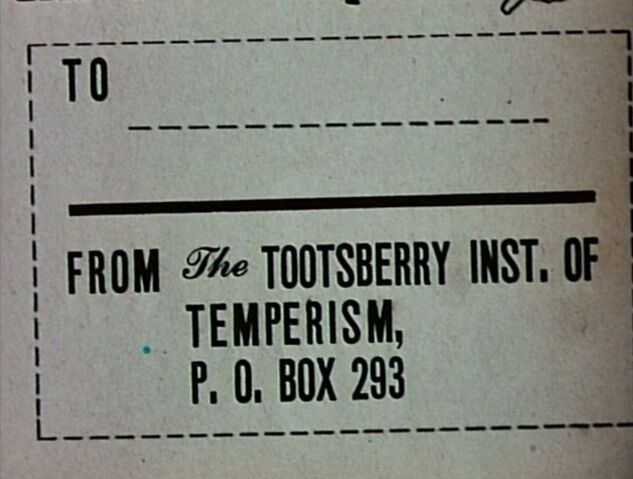 TO
FROM The TOOTSBERRY INST. OF
TEMPERISM,
P. O. BOX 293